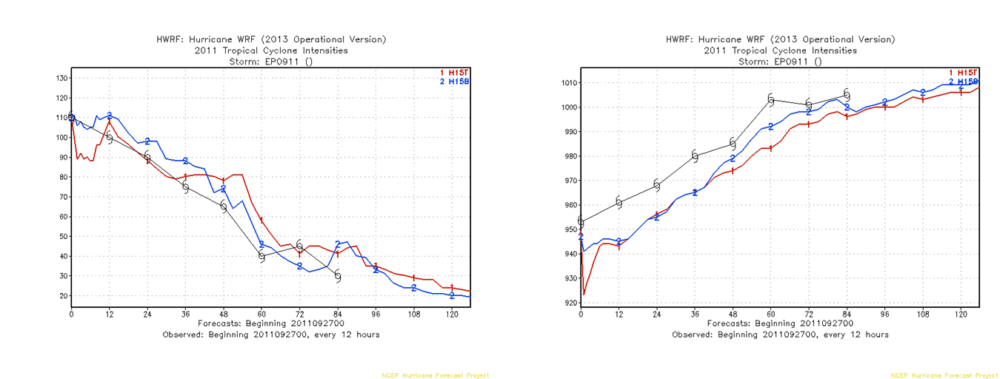 HWRF: Hurricane WRF (2013 Operational Version)
2011 Tropical Cyclone Intensities
Storm: EP0911 ()
1 H15T
2 H15B
130
120
110
100
90
80
70
60
50
40
30
20
0 12 24 36 48 60 72 84 96 108 120
Forecasts: Beginning 2011092700
Observed: Beginning 2011092700, every 12 hours
NCEP Hurricane Forecast Project
HWRF: Hurricane WRF (2013 Operational Version)
2011 Tropical Cyclone Intensities
Storm: EP0911 ()
1 H15T
2 H15B
1010
1000
990
980
970
960
950
940
930
920
0 12 24 36 48 60 72 84 96 108 120
Forecasts: Beginning 2011092700
Observed: Beginning 2011092700, every 12 hours
NCEP Hurricane Forecast Project